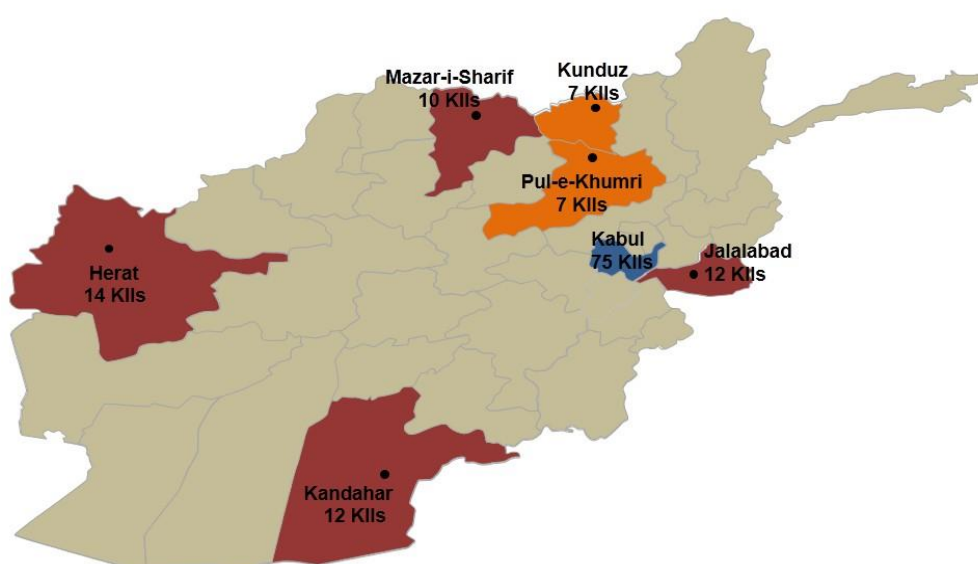 Mazar-i-Sharif
10 KIIs
Kunduz
7 KIIs
Pul-e-Khumri
7 KIIs
Kabul
75 KIIs
Jalalabad
12 KIIs
Herat
14 KIIs
Kandahar
12 KIIs